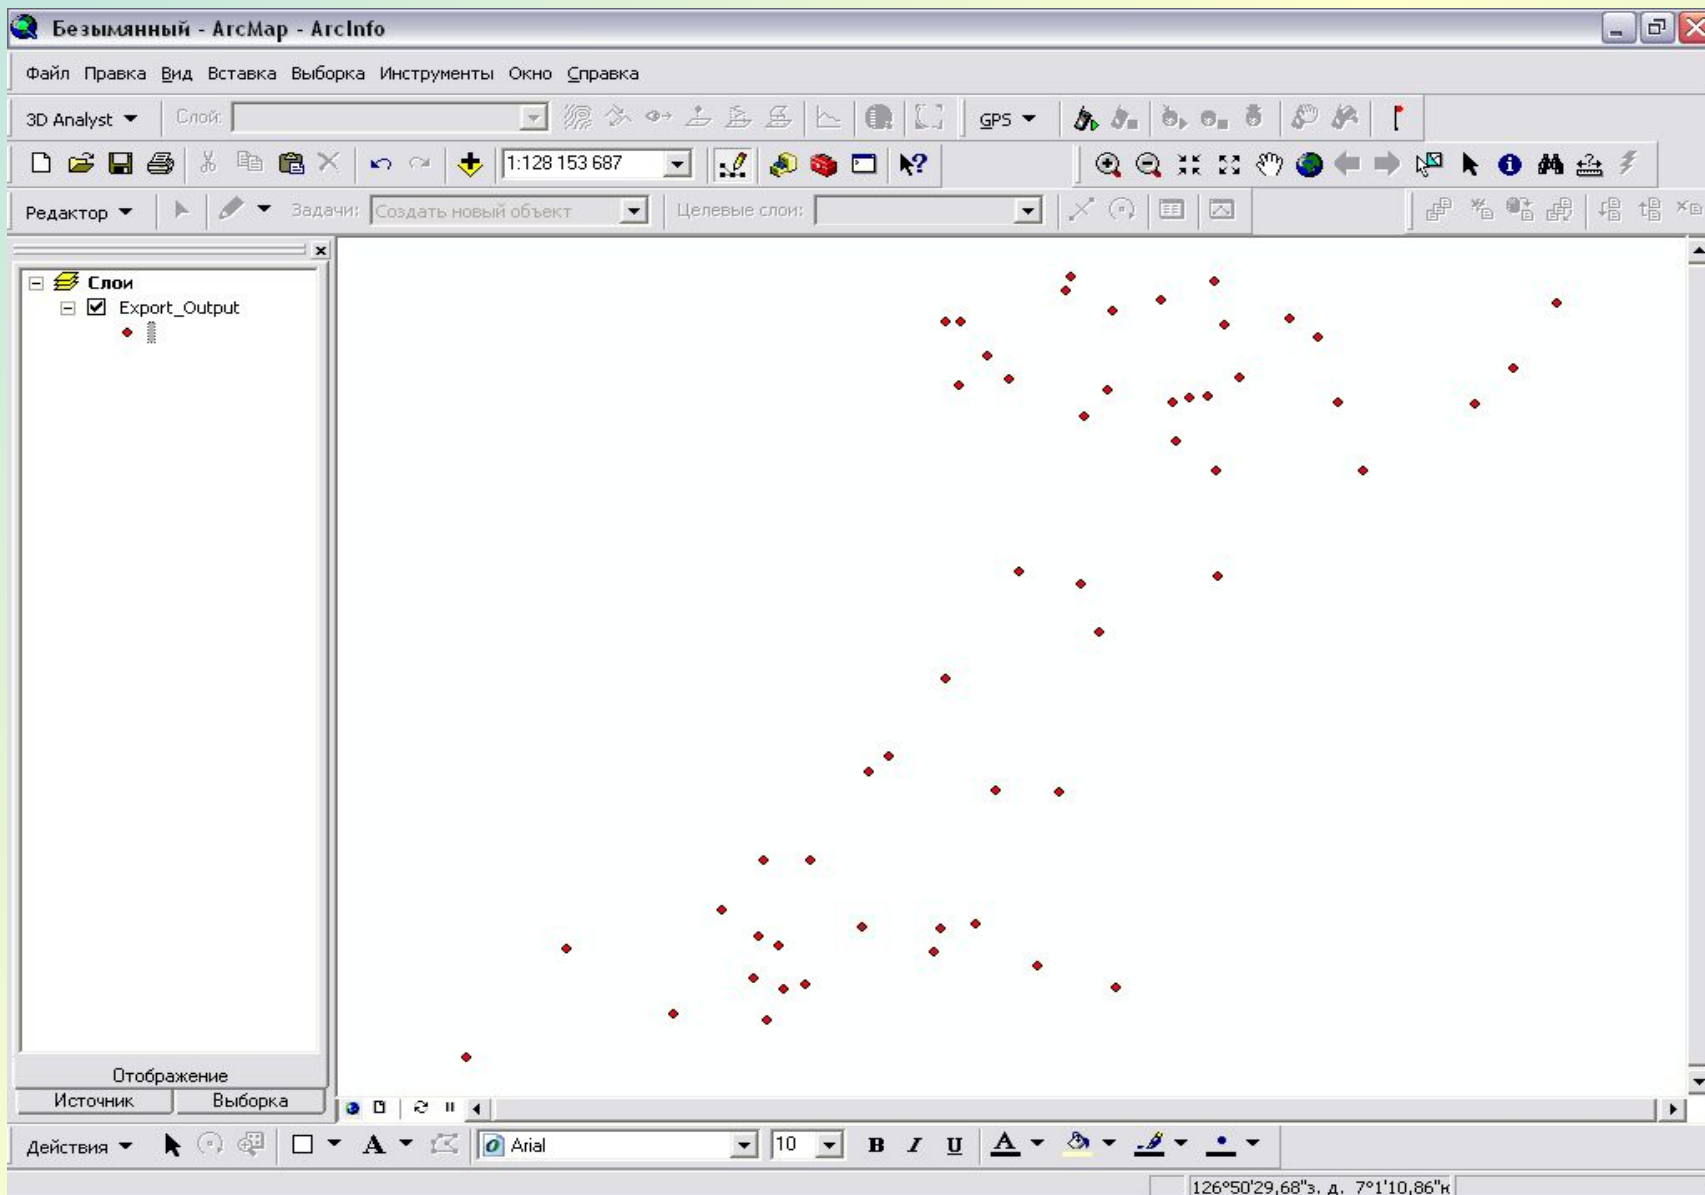 Безымянный - ArcMap - ArcInfo
Файл Правка Вид Вставка Выборка Инструменты Окно Справка
3D Analyst Слой: GPS
1:128 153 687
Редактор Задачи: Создать новый объект Целевые слои:
Слои
Export_Output
Отображение
Источник Выборка
Действия A Arial 10 B I U A
126°50'29,68"з. д. 7°1'10,86"